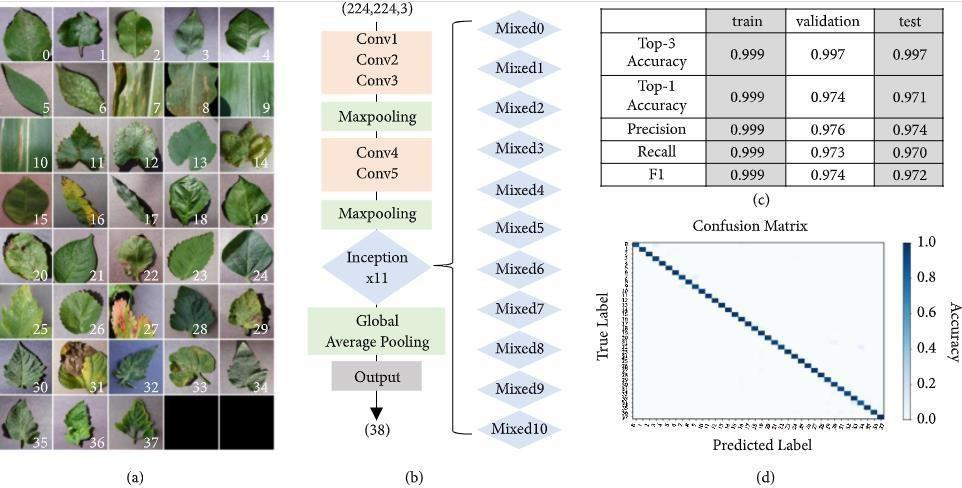 0 1 2 3 4
5 6 7 8 9
10 11 12 13 14
15 16 17 18 19
20 21 22 23 24
25 26 27 28 29
30 31 32 33 34
35 36 37
(a)
(224,224,3)
Conv1
Conv2
Conv3
Maxpooling
Conv4
Conv5
Maxpooling
Inception
x11
Global
Average Pooling
Output
(38)
Mixed0
Mixed1
Mixed2
Mixed3
Mixed4
Mixed5
Mixed6
Mixed7
Mixed8
Mixed9
Mixed10
(b)
train validation test
Top-3
Accuracy
0.999 0.997 0.997
Top-1
Accuracy
0.999 0.974 0.971
Precision 0.999 0.976 0.974
Recall 0.999 0.973 0.970
F1 0.999 0.974 0.972
(c)
Confusion Matrix
True Label
Predicted Label
1.0
0.8
0.6
0.4
0.2
0.0
Accuracy
(d)